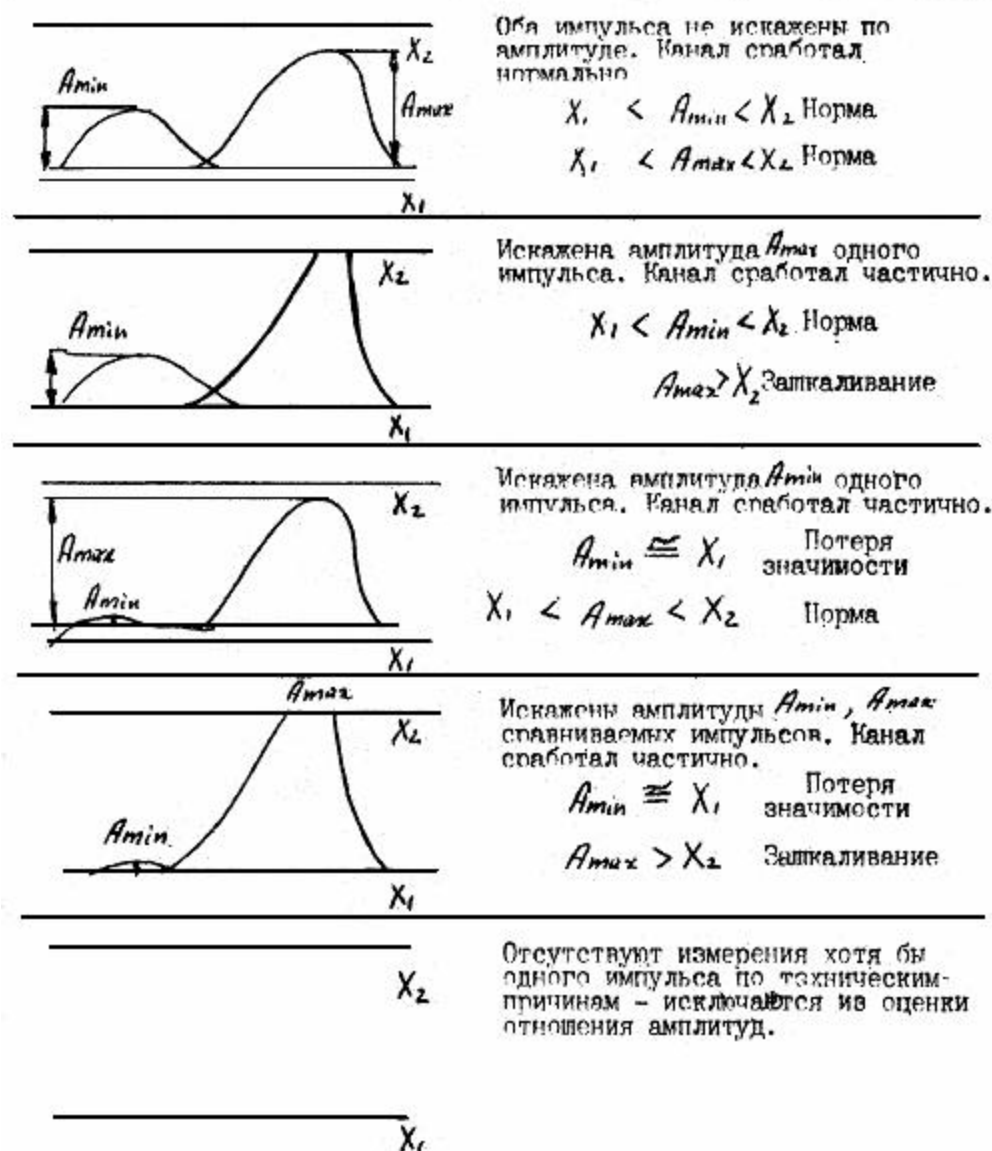 Оба импульса не искажены по
амплитуде. Канал сработал
нормально
X₂
Amin
Amax
X₁ < Amin < X₂ Норма
X₁ < Amax < X₂ Норма
X₁
Искажена амплитуда Amax одного
импульса. Канал сработал частично.
X₂
Amin
X₁ < Amin < X₂ Норма
Amax > X₂ Зашкаливание
X₁
Искажена амплитуда Amin одного
импульса. Канал сработал частично.
X₂
Amax
Amin
Amin ≅ X₁ Потеря
значимости
X₁ < Amax < X₂ Норма
X₁
Amax
Искажены амплитуды Amin, Amax
сравниваемых импульсов. Канал
сработал частично.
X₂
Amin
Amin ≅ X₁ Потеря
значимости
Amax > X₂ Зашкаливание
X₁
Отсутствуют измерения хотя бы
одного импульса по техническим
причинам - исключаются из оценки
отношения амплитуд.
X₂
X₁